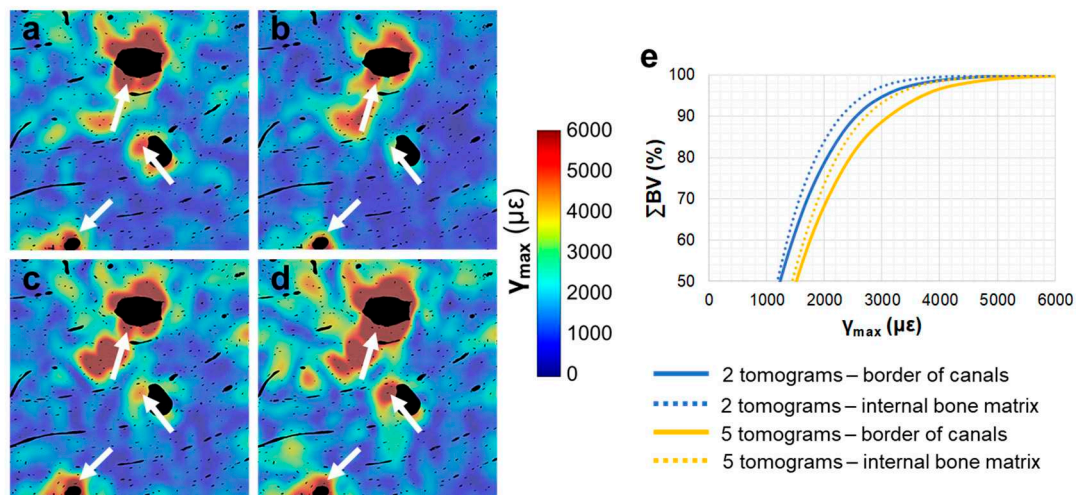 a
b
c
d
6000
5000
4000
3000
2000
1000
0
γmax (με)
e
100
90
80
70
60
50
∑BV (%)
0 1000 2000 3000 4000 5000 6000
γmax (με)
2 tomograms – border of canals
2 tomograms – internal bone matrix
5 tomograms – border of canals
5 tomograms – internal bone matrix